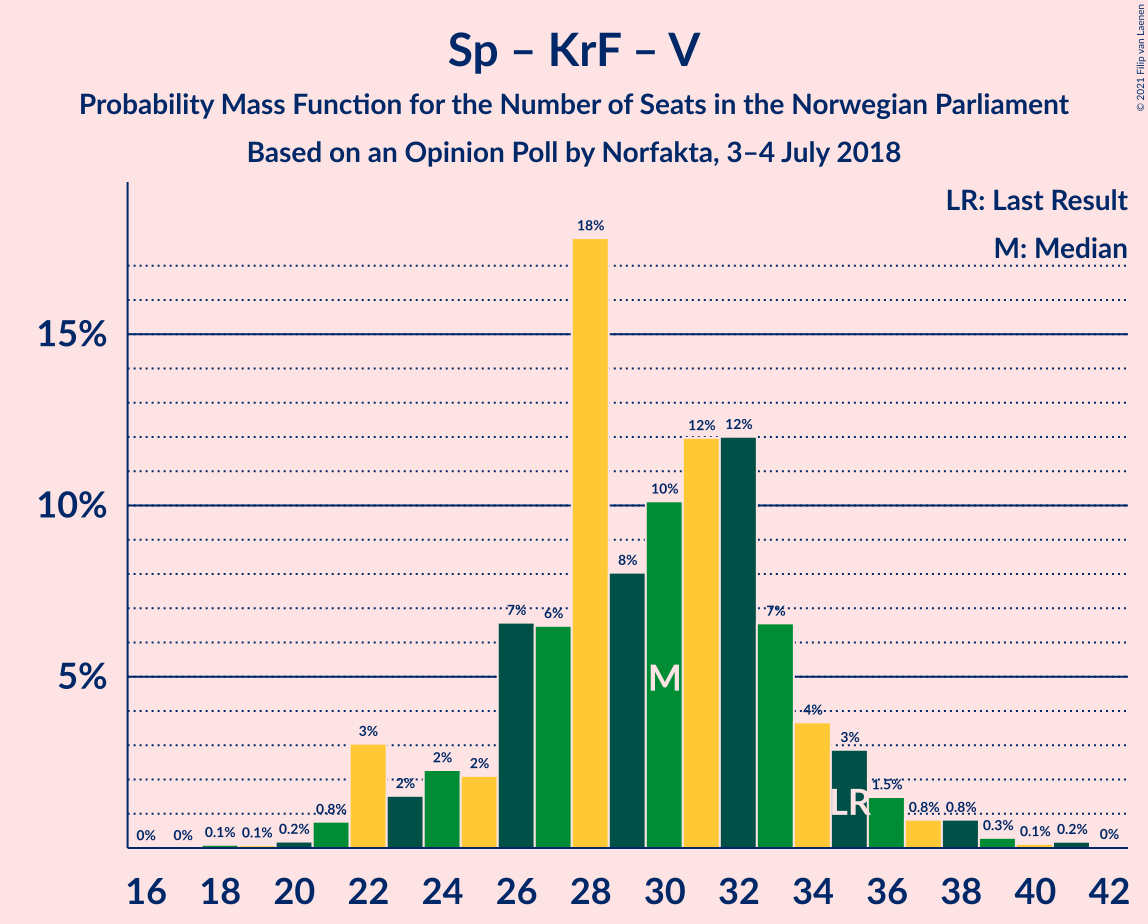 Sp – KrF – V
Probability Mass Function for the Number of Seats in the Norwegian Parliament
Based on an Opinion Poll by Norfakta, 3–4 July 2018
© 2021 Filip van Laenen
LR: Last Result
M: Median
15%
10%
5%
0% 0% 0.1% 0.1% 0.2% 0.8% 3% 2% 2% 2% 7% 6% 18% 8% 10% 12% 12% 7% 4% 3% 1.5% 0.8% 0.8% 0.3% 0.1% 0.2% 0%
M
LR
16 18 20 22 24 26 28 30 32 34 36 38 40 42